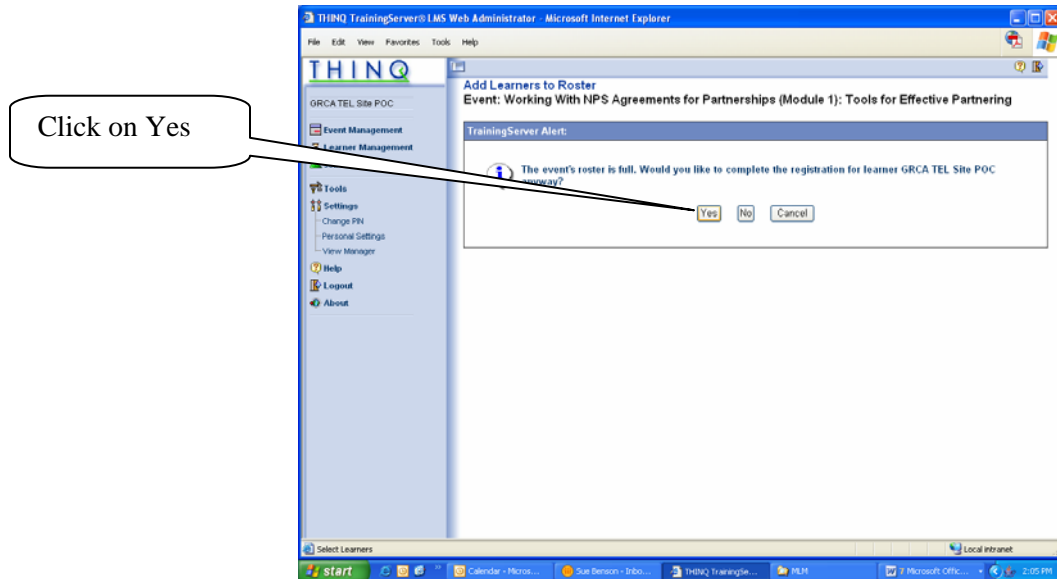 THINQ TrainingServer® LMS Web Administrator - Microsoft Internet Explorer
File Edit View Favorites Tools Help
THINQ
Add Learners to Roster
GRCA TEL Site POC
Event: Working With NPS Agreements for Partnerships (Module 1): Tools for Effective Partnering
Click on Yes
Event Management
TrainingServer Alert:
Learner Management
The event's roster is full. Would you like to complete the registration for learner GRCA TEL Site POC
anyway?
Tools
Settings
Yes No Cancel
Change PIN
Personal Settings
View Manager
Help
Logout
About
Select Learners Local intranet
start Calendar - Micros... Sue Benson - Inbo... THINQ TrainingSe... MLM 7 Microsoft Offic... 2:05 PM